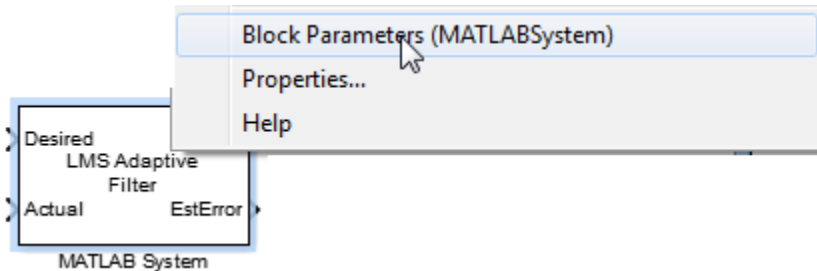 Block Parameters (MATLABSystem)
Properties...
Help
Desired
LMS Adaptive
Filter
Actual EstError
MATLAB System